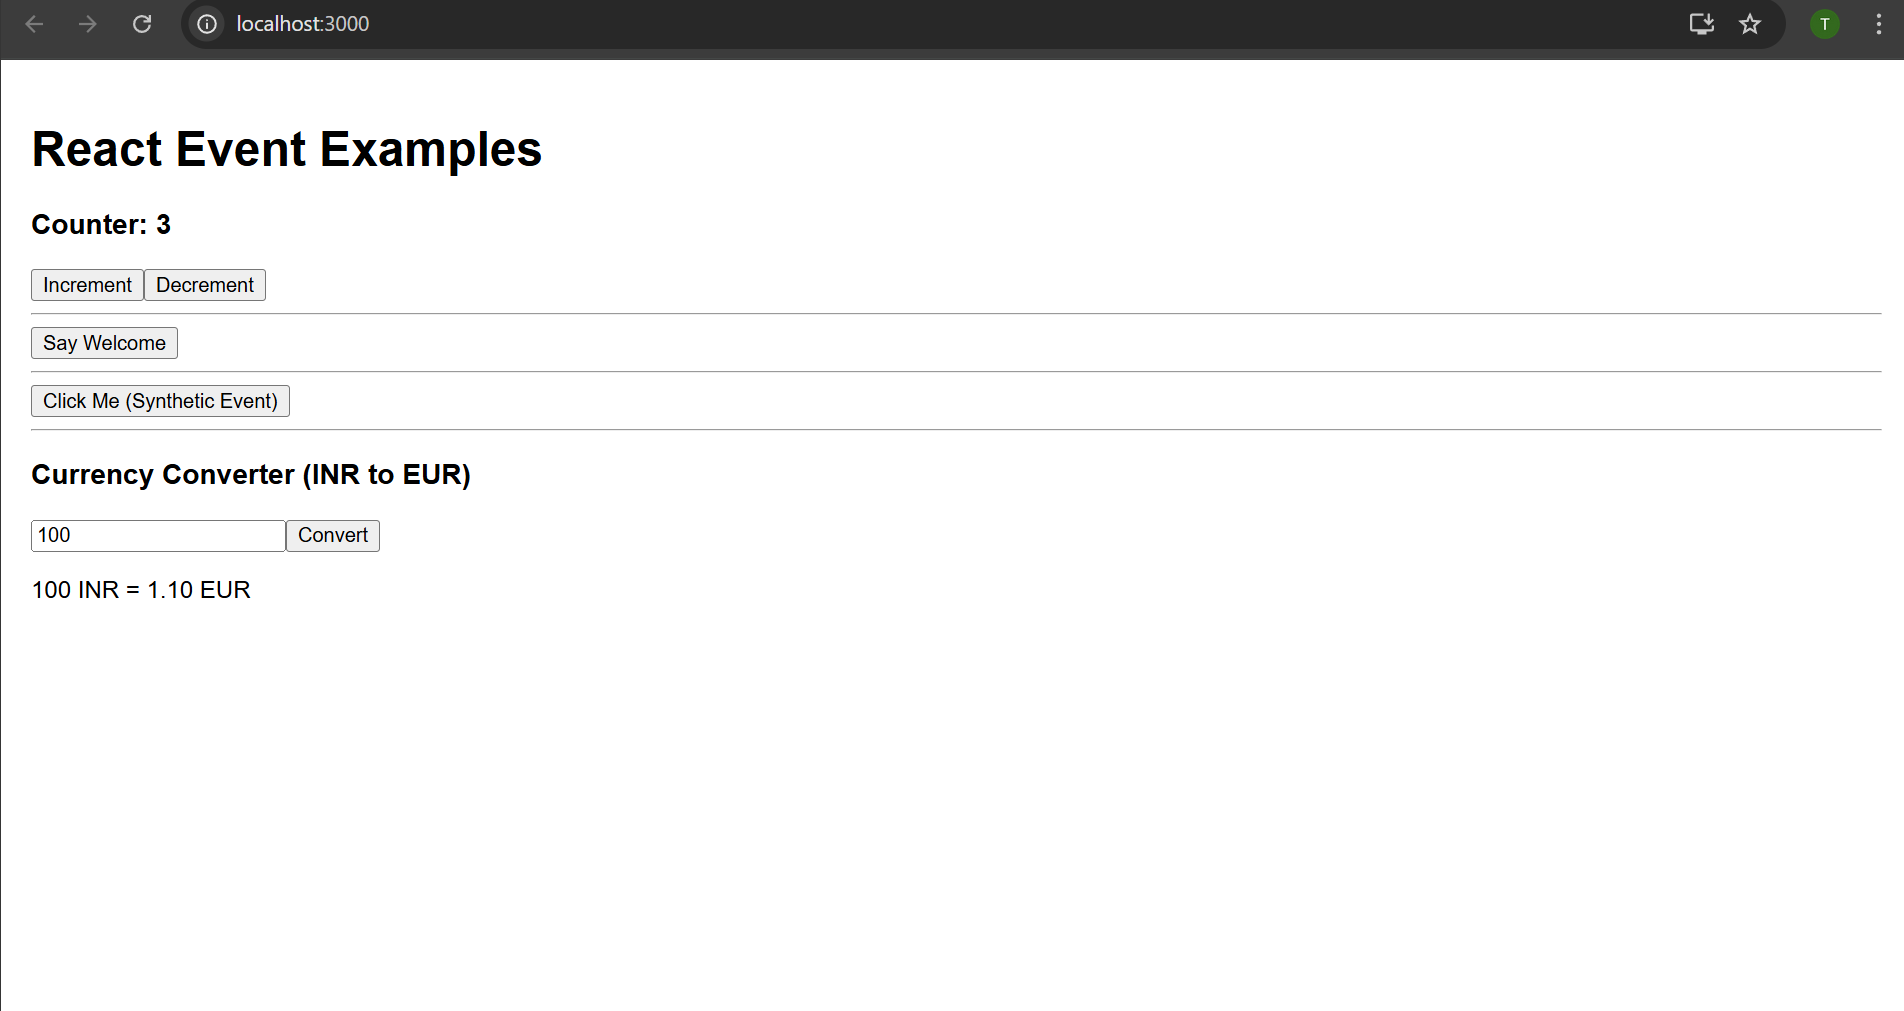 localhost:3000
T
React Event Examples
Counter: 3
Increment Decrement
Say Welcome
Click Me (Synthetic Event)
Currency Converter (INR to EUR)
100 Convert
100 INR = 1.10 EUR